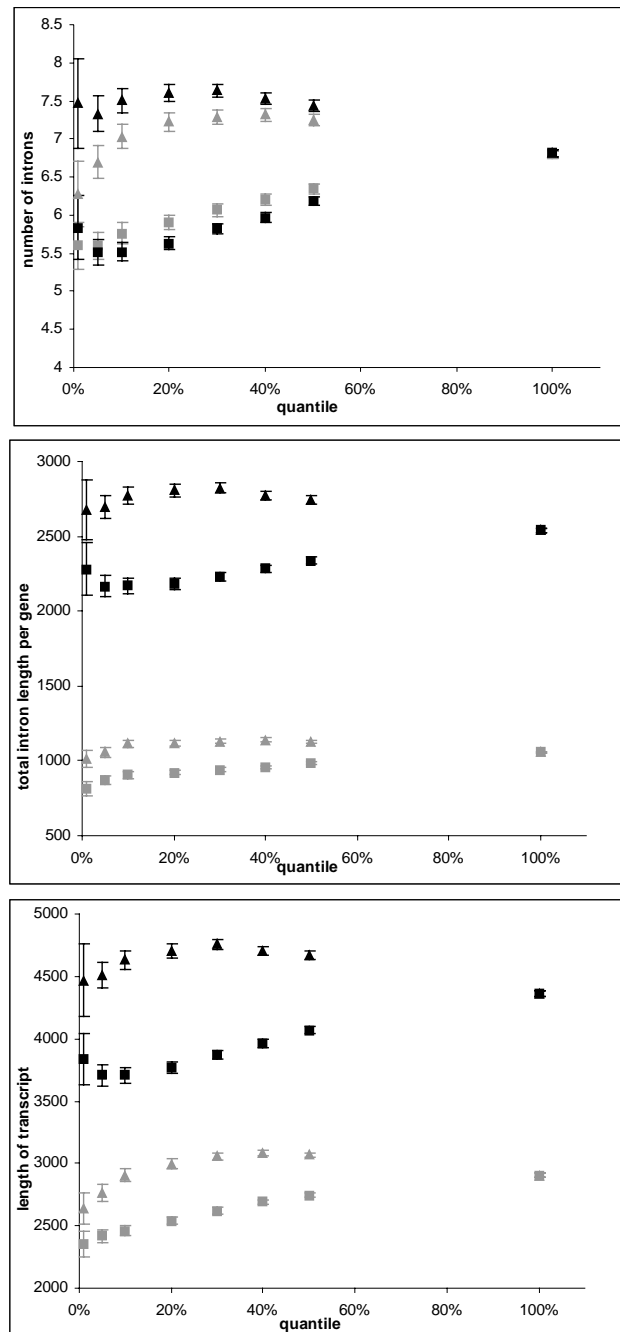 8.5
8
7.5
7
6.5
6
5.5
5
4.5
4
number of introns
0% 20% 40% 60% 80% 100%
quantile
3000
2500
2000
1500
1000
500
total intron length per gene
0% 20% 40% 60% 80% 100%
quantile
5000
4500
4000
3500
3000
2500
2000
length of transcript
0% 20% 40% 60% 80% 100%
quantile